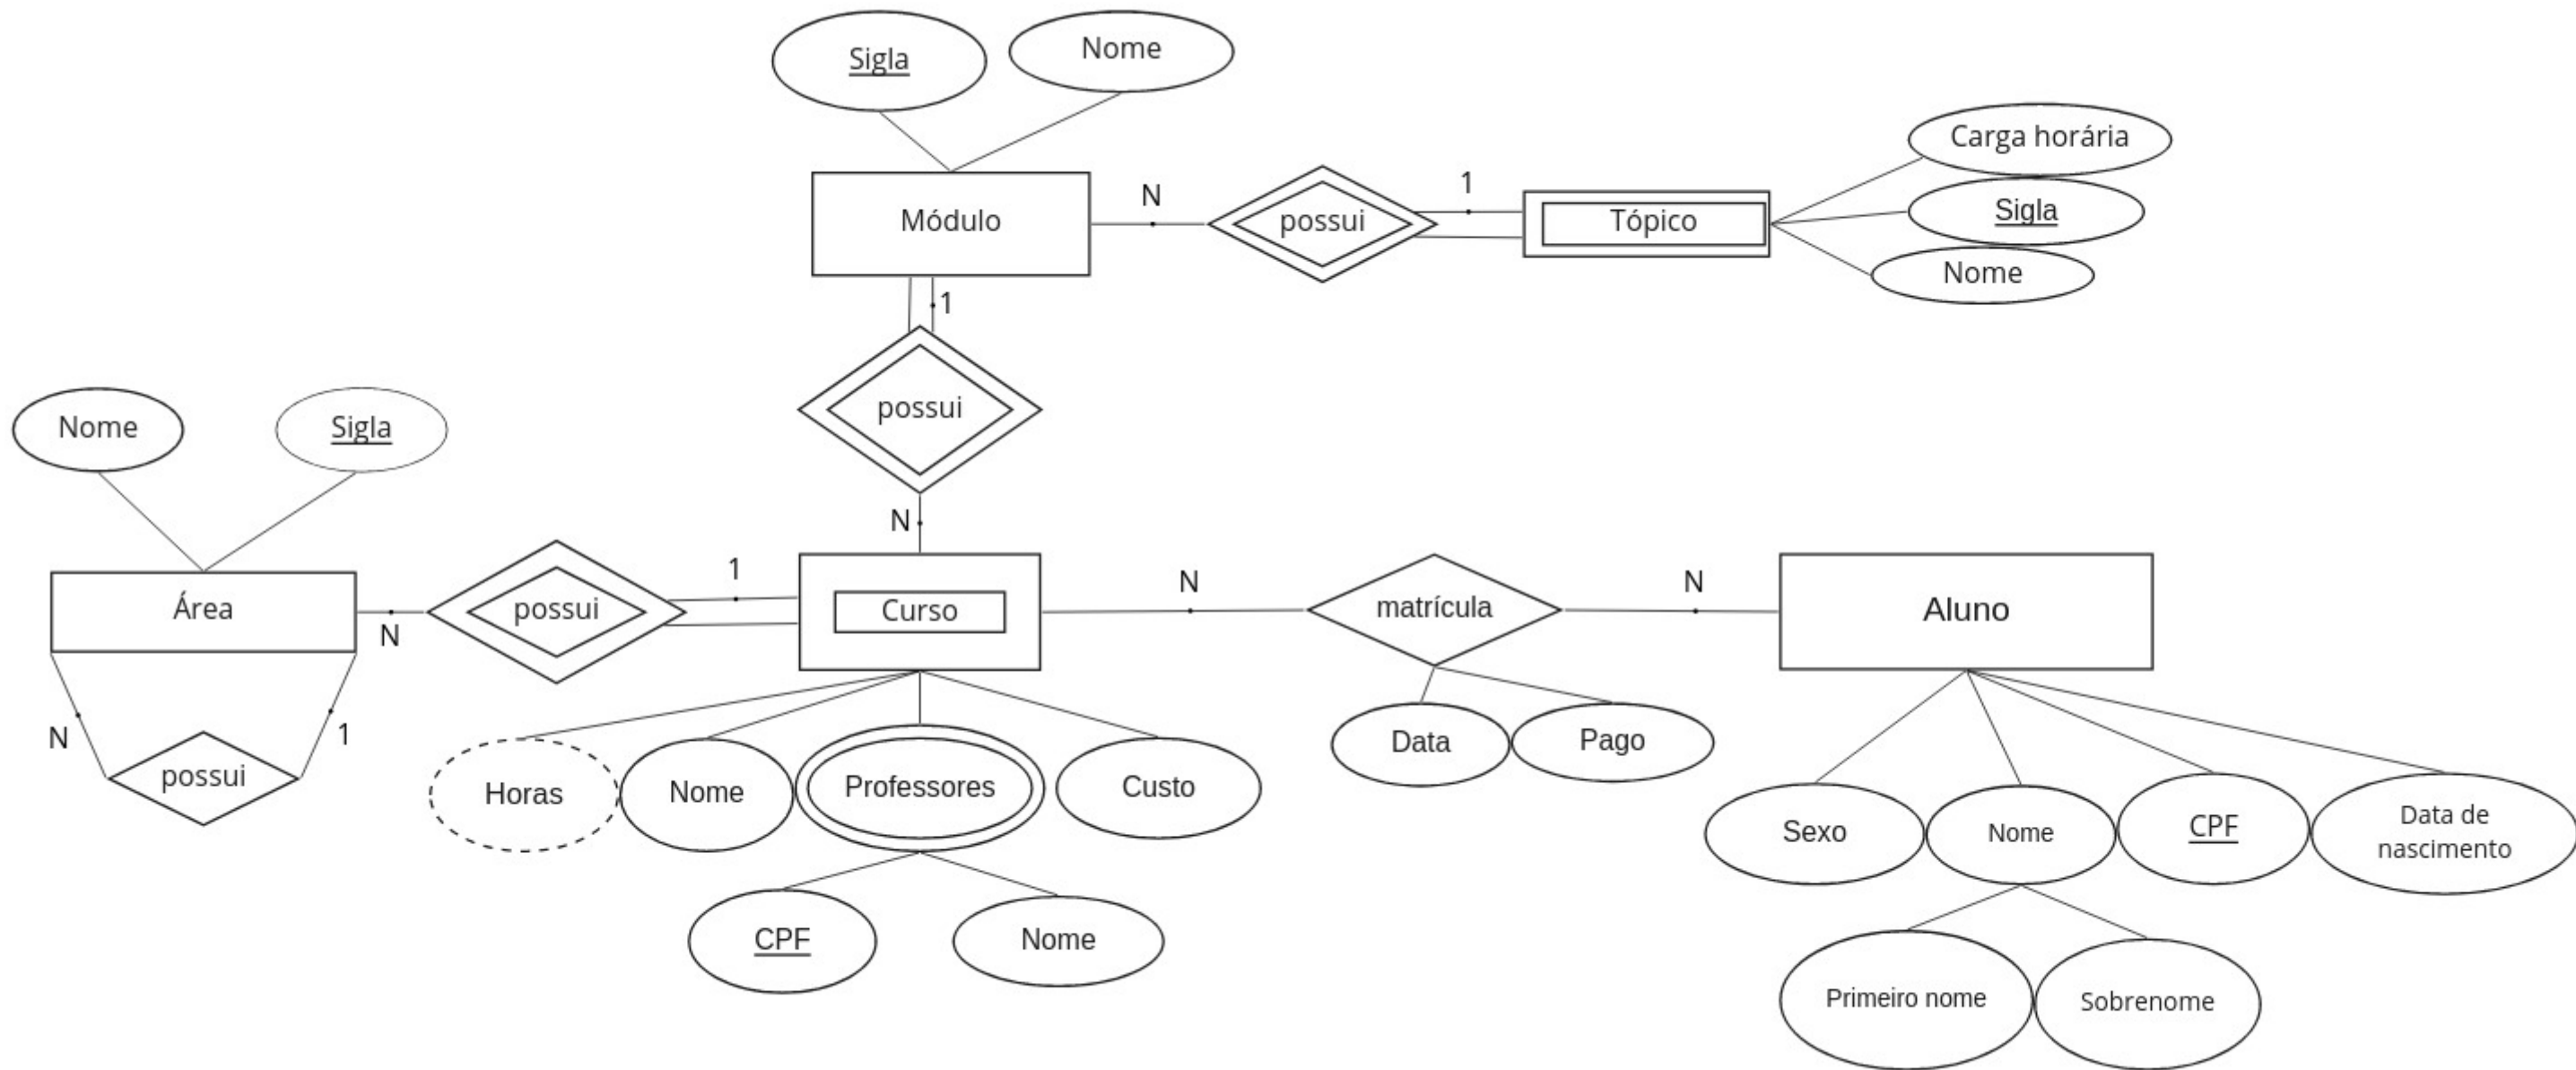 Sigla
Nome
Carga horária
Sigla
Nome
Módulo
N
possui
1
Tópico
1
possui
N
Nome
Sigla
Área
N
possui
1
Curso
N
matrícula
N
Aluno
N
possui
1
Horas
Nome
Professores
Custo
CPF
Nome
Data
Pago
Sexo
Nome
CPF
Data de
nascimento
Primeiro nome
Sobrenome